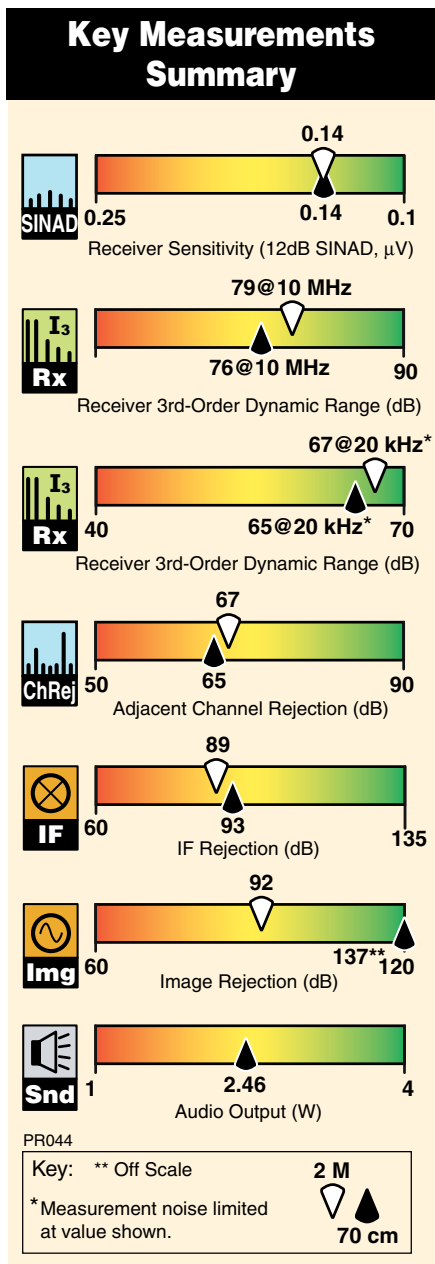 Key Measurements
Summary
0.14
SINAD
0.25
0.14
0.1
Receiver Sensitivity (12dB SINAD, μV)
79@10 MHz
I₃
Rx
76@10 MHz
90
Receiver 3rd-Order Dynamic Range (dB)
67@20 kHz*
I₃
Rx
40
65@20 kHz*
70
Receiver 3rd-Order Dynamic Range (dB)
67
ChRej
50
65
90
Adjacent Channel Rejection (dB)
89
IF
60
93
135
IF Rejection (dB)
92
Img
60
137**
120
Image Rejection (dB)
Snd
1
2.46
4
Audio Output (W)
PR044
Key: ** Off Scale
2 M
*Measurement noise limited
at value shown.
70 cm